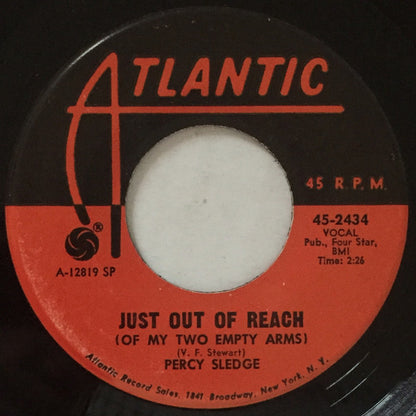 ATLANTIC
45 R.P.M.
®
45-2434
VOCAL
Pub., Four Star,
BMI
Time: 2:26
A-12819 SP
JUST OUT OF REACH
(OF MY TWO EMPTY ARMS)
(V. F. Stewart)
PERCY SLEDGE
Atlantic Record Sales, 1841 Broadway, New York, N. Y.